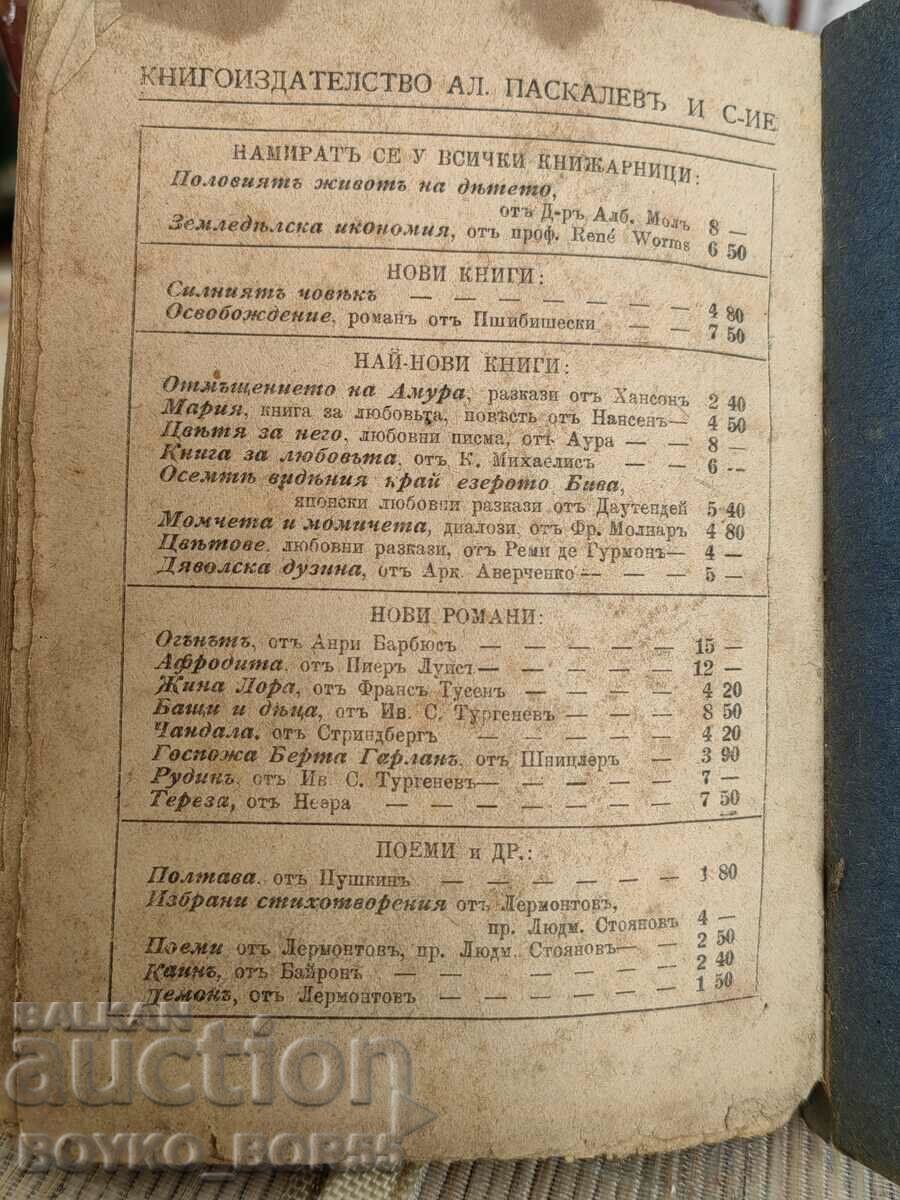 КНИГОИЗДАТЕЛСТВО АЛ. ПАСКАЛЕВЪ И С-ИЕ
НАМИРАТЪ СЕ У ВСИЧКИ КНИЖАРНИЦИ:
Половиятъ животъ на дѣтето,
отъ Д-ръ Алб. Молъ 8 —
Земледѣлска икономия, отъ проф. René Worms 6 50
НОВИ КНИГИ:
Силниятъ човѣкъ — — — — — — — 4 80
Освобождение, романъ отъ Пшибишески — — 7 50
НАЙ-НОВИ КНИГИ:
Отмъщението на Амура, разкази отъ Хансонъ 2 40
Мария, книга за любовьта, повѣсть отъ Нансенъ— 4 50
Цвѣтя за него, любовни писма, отъ Аура — — 8 —
Книга за любовьта, отъ К. Михаелисъ — — 6 --
Осемтѣ видѣния край езерото Бива,
японски любовни разкази отъ Даутендей 5 40
Момчета и момичета, диалози, отъ Фр. Молнаръ 4 80
Цвѣтове, любовни разкази, отъ Реми де Гурмонъ— 4 —
Дяволска дузина, отъ Арк. Аверченко — — — 5 —
НОВИ РОМАНИ:
Огънътъ, отъ Анри Барбюсъ — — — — — 15 —
Афродита, отъ Пиеръ Луисъ— — — — — 12 —
Жина Лора, отъ Франсъ Тусенъ — — — — 4 20
Бащи и дѣца, отъ Ив. С. Тургеневъ — — — 8 50
Чандала, отъ Стриндбергъ — — — — — 4 20
Госпожа Берта Гарланъ, отъ Шницлеръ — 3 90
Рудинъ, отъ Ив. С. Тургеневъ— — — — 7 —
Тереза, отъ Неэра — — — — — — 7 50
ПОЕМИ и ДР.:
Полтава, отъ Пушкинъ — — — — — — 1 80
Избрани стихотворения отъ Лермонтовъ,
пр. Людм. Стояновъ 4 —
Поеми отъ Лермонтовъ, пр. Людм. Стояновъ— — 2 50
Каинъ, отъ Байронъ — — — — — — 2 40
Демонъ, отъ Лермонтовъ — — — — — 1 50
BALKAN
auction
BOYKO_BOR55